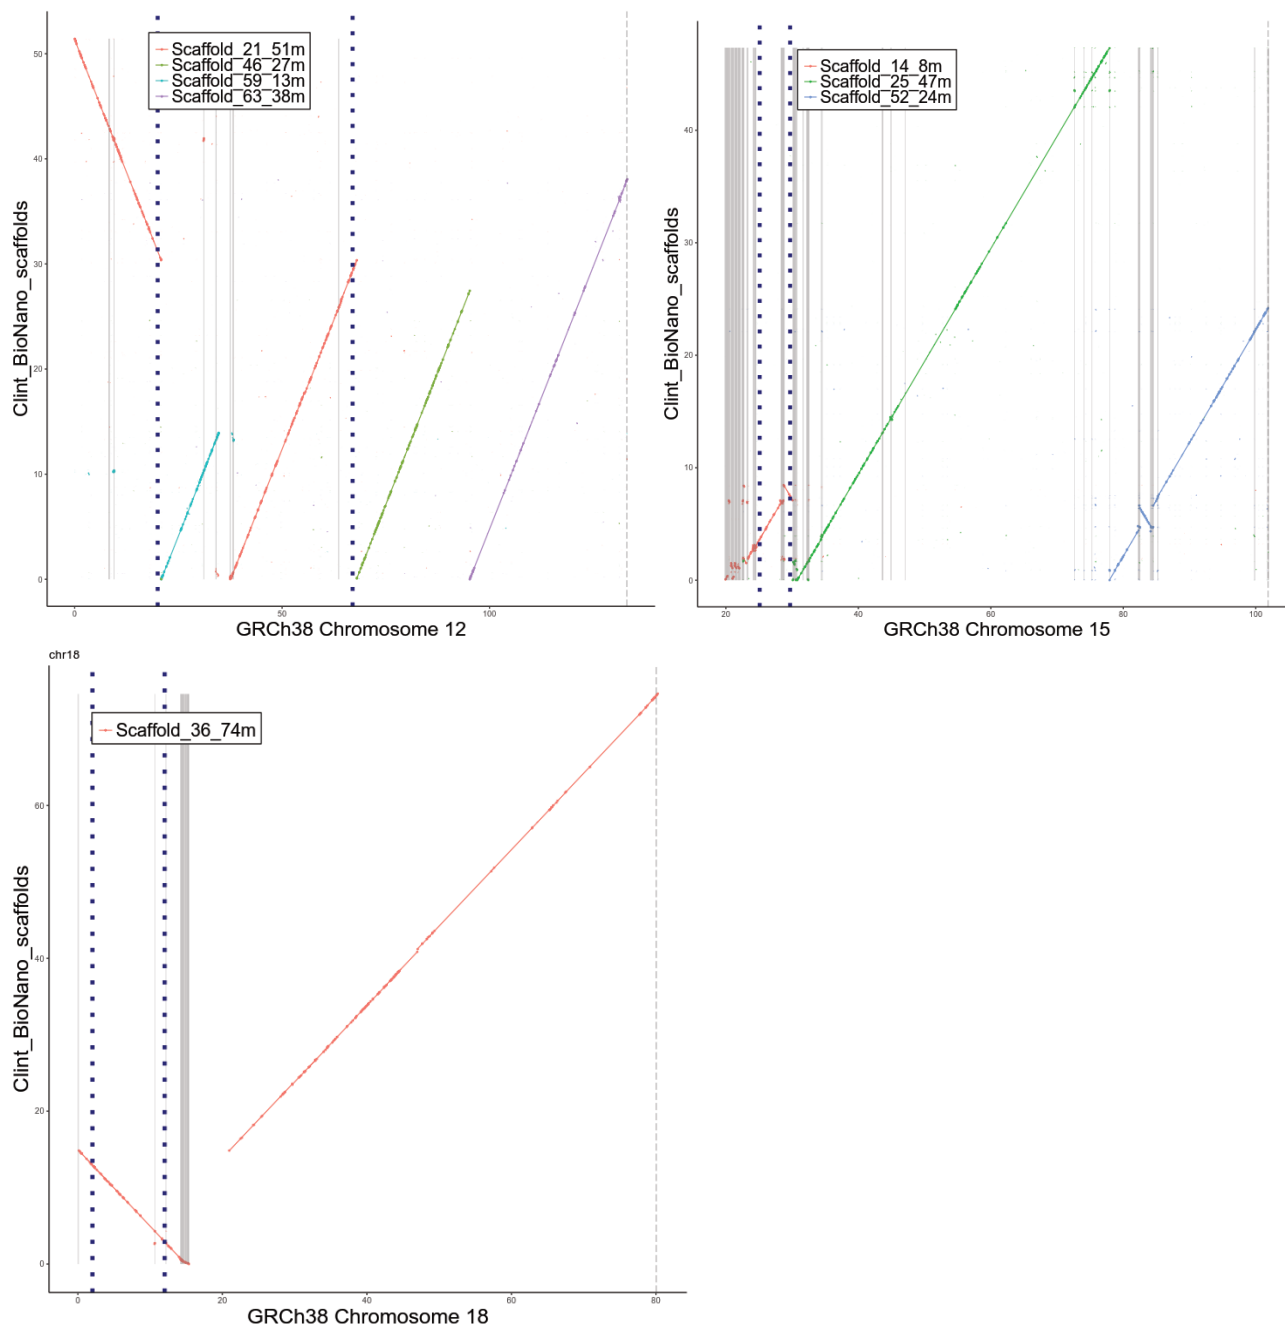 Scaffold_21_51m
Scaffold_46_27m
Scaffold_59_13m
Scaffold_63_38m
Clint_BioNano_scaffolds
50
40
30
20
10
0
0 50 100
GRCh38 Chromosome 12
Scaffold_14_8m
Scaffold_25_47m
Scaffold_52_24m
Clint_BioNano_scaffolds
40
30
20
10
0
20 40 60 80 100
GRCh38 Chromosome 15
chr18
Scaffold_36_74m
Clint_BioNano_scaffolds
60
40
20
0
0 20 40 60 80
GRCh38 Chromosome 18